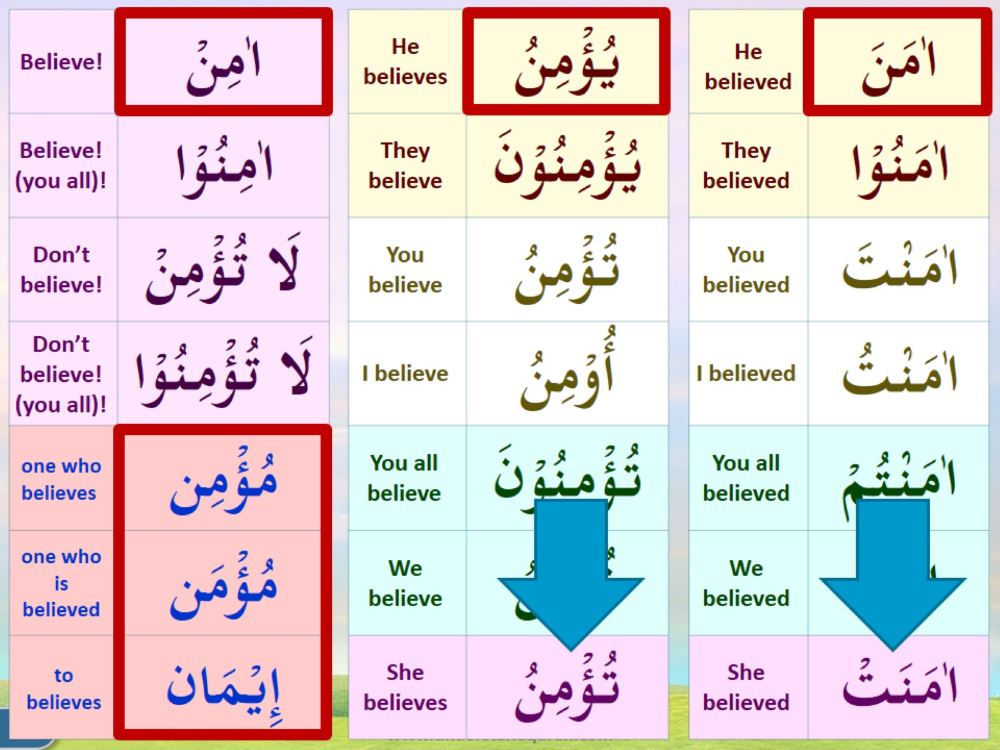 He
believed
اٰمَنَ
They
believed
اٰمَنُوْا
You
believed
اٰمَنْتَ
I believed
اٰمَنْتُ
You all
believed
اٰمَنْتُمْ
We
believed
She
believed
اٰمَنَتْ
He
believes
يُؤْمِنُ
They
believe
يُؤْمِنُوْنَ
You
believe
تُؤْمِنُ
I believe
أُوْمِنُ
You all
believe
تُؤْمِنُوْنَ
We
believe
She
believes
تُؤْمِنُ
Believe!
اٰمِنْ
Believe!
(you all)!
اٰمِنُوْا
Don’t
believe!
لَا تُؤْمِنْ
Don’t
believe!
(you all)!
لَا تُؤْمِنُوْا
one who
believes
مُؤْمِن
one who
is
believed
مُؤْمَن
to
believes
إِيْمَان